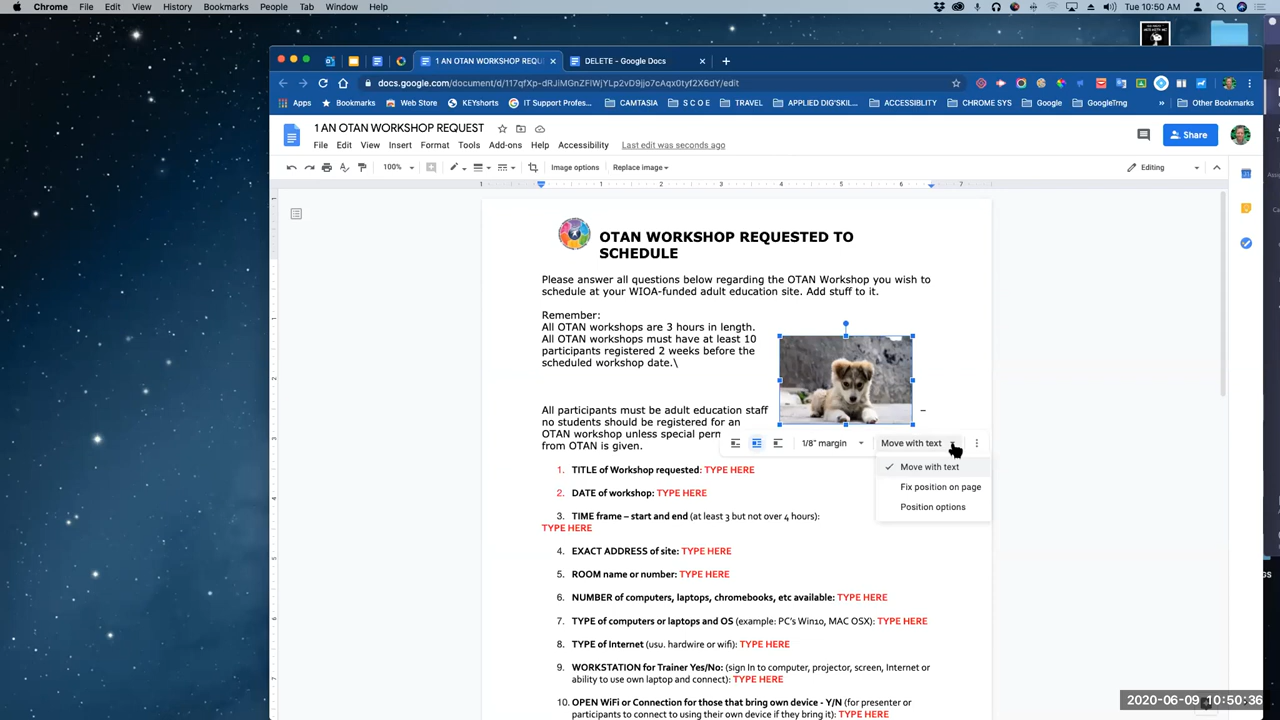 Chrome File Edit View History Bookmarks People Tab Window Help Tue 10:50 AM
1 AN OTAN WORKSHOP REQU DELETE - Google Docs
docs.google.com/document/d/117qfXp-dRJiMGnZFlWjYLp2vD9jjo7cAqx0tyf2X6dY/edit
Apps Bookmarks Web Store KEYshorts IT Support Profes... CAMTASIA S C O E TRAVEL APPLIED DIG'SKIL... ACCESSIBLITY CHROME SYS Google GoogleTrng » Other Bookmarks
1 AN OTAN WORKSHOP REQUEST
File Edit View Insert Format Tools Add-ons Help Accessibility Last edit was seconds ago
Share
100% Image options Replace image Editing
1 1 2 3 4 5 6 7
OTAN WORKSHOP REQUESTED TO
SCHEDULE
Please answer all questions below regarding the OTAN Workshop you wish to
schedule at your WIOA-funded adult education site. Add stuff to it.
Remember:
All OTAN workshops are 3 hours in length.
All OTAN workshops must have at least 10
participants registered 2 weeks before the
scheduled workshop date.\
All participants must be adult education staff –
no students should be registered for an
OTAN workshop unless special perm
from OTAN is given.
1/8" margin Move with text
Move with text
Fix position on page
Position options
1. TITLE of Workshop requested: TYPE HERE
2. DATE of workshop: TYPE HERE
3. TIME frame – start and end (at least 3 but not over 4 hours):
TYPE HERE
4. EXACT ADDRESS of site: TYPE HERE
5. ROOM name or number: TYPE HERE
6. NUMBER of computers, laptops, chromebooks, etc available: TYPE HERE
7. TYPE of computers or laptops and OS (example: PC's Win10, MAC OSX): TYPE HERE
8. TYPE of Internet (usu. hardwire or wifi): TYPE HERE
9. WORKSTATION for Trainer Yes/No: (sign In to computer, projector, screen, Internet or
ability to use own laptop and connect): TYPE HERE
10. OPEN WiFi or Connection for those that bring own device - Y/N (for presenter or
participants to connect to using their own device if they bring it): TYPE HERE
2020-06-09 10:50:36